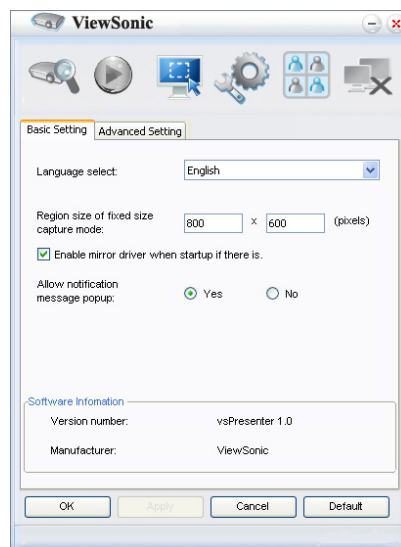 ViewSonic
Basic Setting Advanced Setting
Language select: English
Region size of fixed size capture mode: 800 x 600 (pixels)
Enable mirror driver when startup if there is.
Allow notification message popup: Yes No
Software Infomation
Version number: vsPresenter 1.0
Manufacturer: ViewSonic
OK Apply Cancel Default